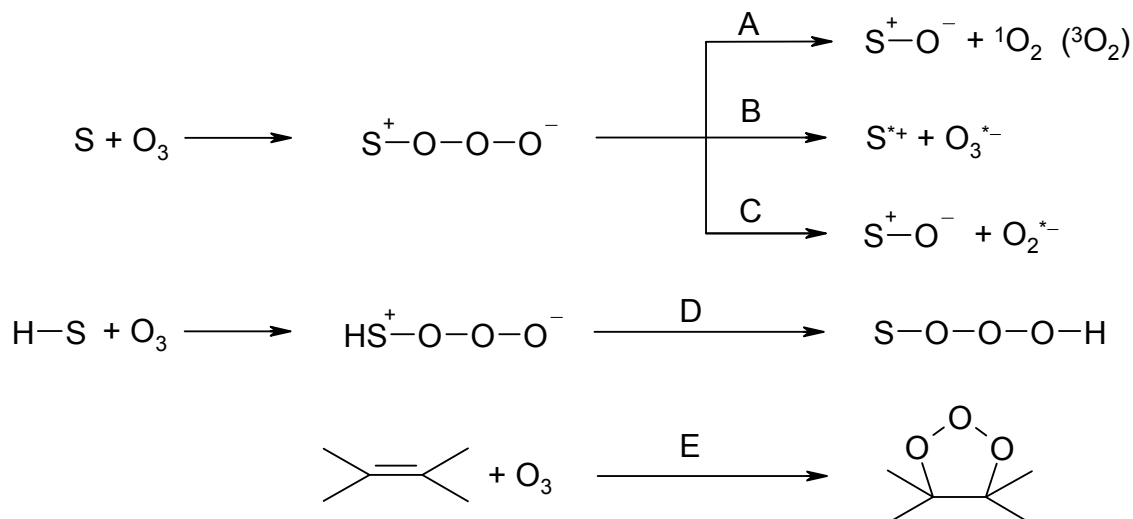 A
S⁺–O⁻ + ¹O₂ (³O₂)
S + O₃ S⁺–O–O–O⁻ B S*⁺ + O₃*⁻
C
S⁺–O⁻ + O₂*⁻
H–S + O₃ HS⁺–O–O–O⁻ D S–O–O–O–H
+ O₃ E O O O